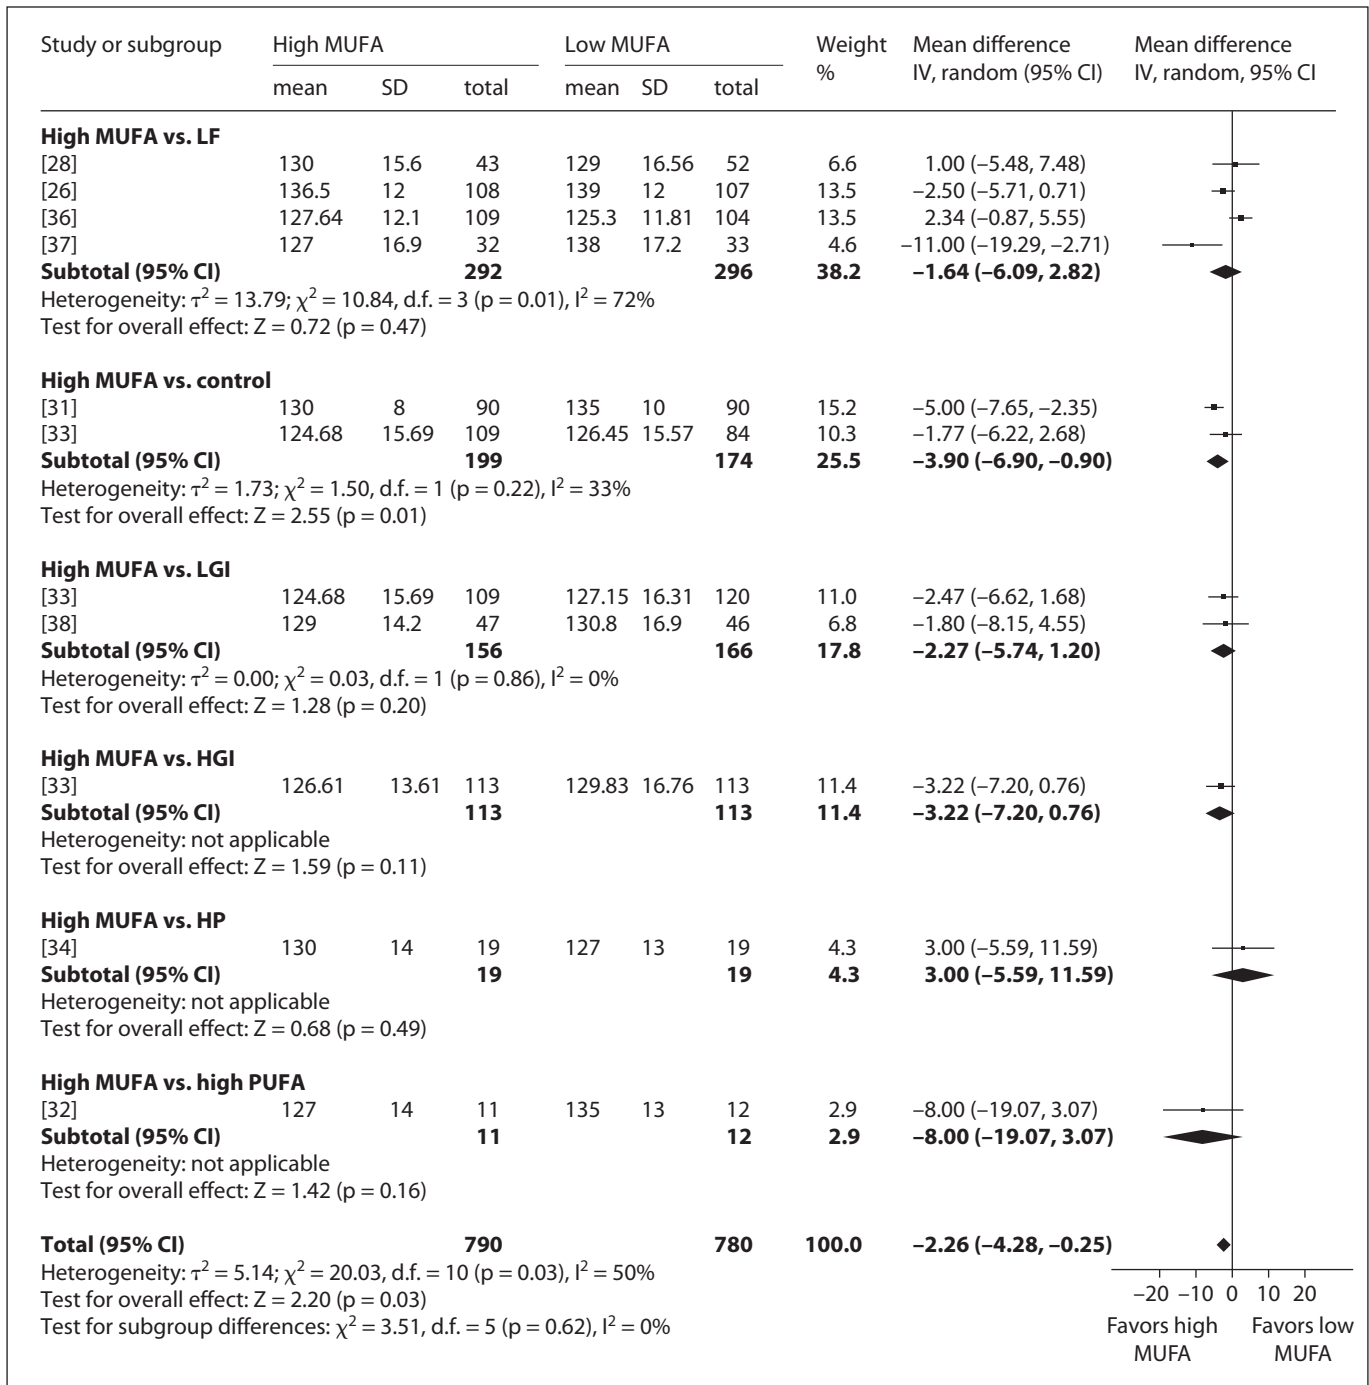 Study or subgroup High MUFA Low MUFA Weight % Mean difference IV, random (95% CI) Mean difference IV, random, 95% CI
mean SD total mean SD total
High MUFA vs. LF
[28] 130 15.6 43 129 16.56 52 6.6 1.00 (–5.48, 7.48)
[26] 136.5 12 108 139 12 107 13.5 –2.50 (–5.71, 0.71)
[36] 127.64 12.1 109 125.3 11.81 104 13.5 2.34 (–0.87, 5.55)
[37] 127 16.9 32 138 17.2 33 4.6 –11.00 (–19.29, –2.71)
Subtotal (95% CI) 292 296 38.2 –1.64 (–6.09, 2.82)
Heterogeneity: τ² = 13.79; χ² = 10.84, d.f. = 3 (p = 0.01), I² = 72%
Test for overall effect: Z = 0.72 (p = 0.47)
High MUFA vs. control
[31] 130 8 90 135 10 90 15.2 –5.00 (–7.65, –2.35)
[33] 124.68 15.69 109 126.45 15.57 84 10.3 –1.77 (–6.22, 2.68)
Subtotal (95% CI) 199 174 25.5 –3.90 (–6.90, –0.90)
Heterogeneity: τ² = 1.73; χ² = 1.50, d.f. = 1 (p = 0.22), I² = 33%
Test for overall effect: Z = 2.55 (p = 0.01)
High MUFA vs. LGI
[33] 124.68 15.69 109 127.15 16.31 120 11.0 –2.47 (–6.62, 1.68)
[38] 129 14.2 47 130.8 16.9 46 6.8 –1.80 (–8.15, 4.55)
Subtotal (95% CI) 156 166 17.8 –2.27 (–5.74, 1.20)
Heterogeneity: τ² = 0.00; χ² = 0.03, d.f. = 1 (p = 0.86), I² = 0%
Test for overall effect: Z = 1.28 (p = 0.20)
High MUFA vs. HGI
[33] 126.61 13.61 113 129.83 16.76 113 11.4 –3.22 (–7.20, 0.76)
Subtotal (95% CI) 113 113 11.4 –3.22 (–7.20, 0.76)
Heterogeneity: not applicable
Test for overall effect: Z = 1.59 (p = 0.11)
High MUFA vs. HP
[34] 130 14 19 127 13 19 4.3 3.00 (–5.59, 11.59)
Subtotal (95% CI) 19 19 4.3 3.00 (–5.59, 11.59)
Heterogeneity: not applicable
Test for overall effect: Z = 0.68 (p = 0.49)
High MUFA vs. high PUFA
[32] 127 14 11 135 13 12 2.9 –8.00 (–19.07, 3.07)
Subtotal (95% CI) 11 12 2.9 –8.00 (–19.07, 3.07)
Heterogeneity: not applicable
Test for overall effect: Z = 1.42 (p = 0.16)
Total (95% CI) 790 780 100.0 –2.26 (–4.28, –0.25)
Heterogeneity: τ² = 5.14; χ² = 20.03, d.f. = 10 (p = 0.03), I² = 50%
Test for overall effect: Z = 2.20 (p = 0.03)
Test for subgroup differences: χ² = 3.51, d.f. = 5 (p = 0.62), I² = 0%
–20 –10 0 10 20
Favors high MUFA Favors low MUFA